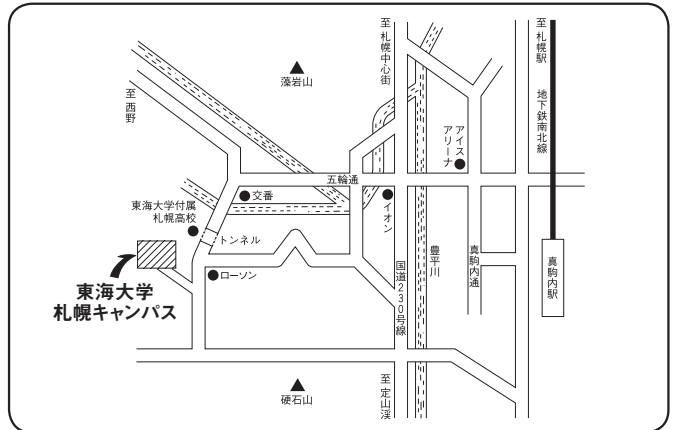 至札幌中心街
至札幌駅
地下鉄南北線
藻岩山
至西野
アイス
アリーナ
五輪通
交番
東海大学付属
札幌高校
イオン
トンネル
東海大学
札幌キャンパス
ローソン
国道230号線
豊平川
真駒内通
真駒内駅
硬石山
至定山渓